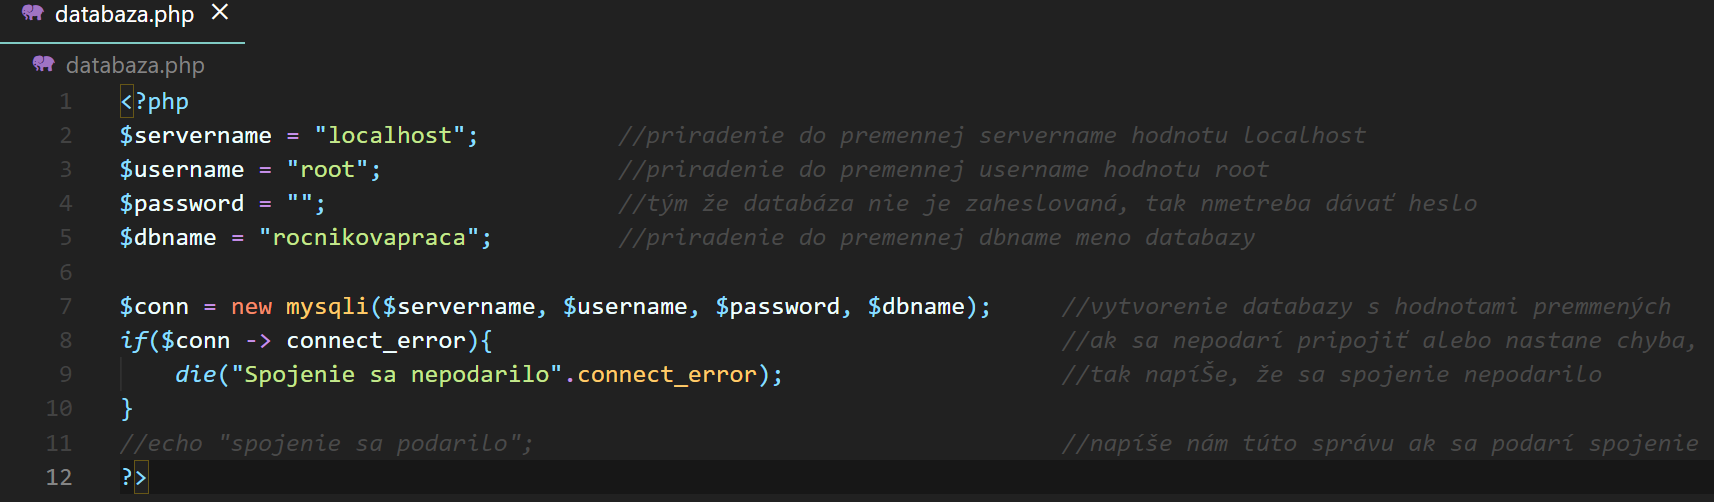 databaza.php ×
databaza.php
1 <?php
2 $servername = "localhost"; //priradenie do premennej servername hodnotu localhost
3 $username = "root"; //priradenie do premennej username hodnotu root
4 $password = ""; //tým že databáza nie je zaheslovaná, tak nmetreba dávať heslo
5 $dbname = "rocnikovapraca"; //priradenie do premennej dbname meno databazy
6
7 $conn = new mysqli($servername, $username, $password, $dbname); //vytvorenie databazy s hodnotami premmených
8 if($conn -> connect_error){ //ak sa nepodarí pripojiť alebo nastane chyba,
9 die("Spojenie sa nepodarilo".connect_error); //tak napíŠe, že sa spojenie nepodarilo
10 }
11 //echo "spojenie sa podarilo"; //napíše nám túto správu ak sa podarí spojenie
12 ?>